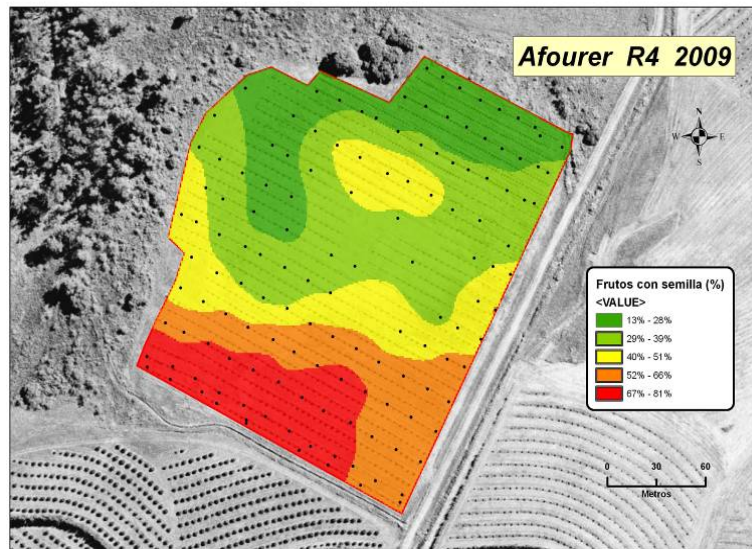 Afourer R4 2009
N
W E
S
Frutos con semilla (%)
<VALUE>
13% - 28%
29% - 39%
40% - 51%
52% - 66%
67% - 81%
0 30 60
Metros